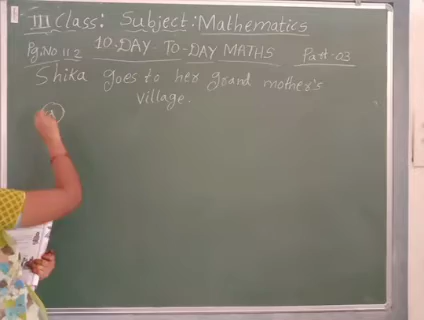 III Class: Subject: Mathematics
Pg.No 112 10-DAY-TO-DAY MATHS Part-03
Shika goes to her grand mother's
village.